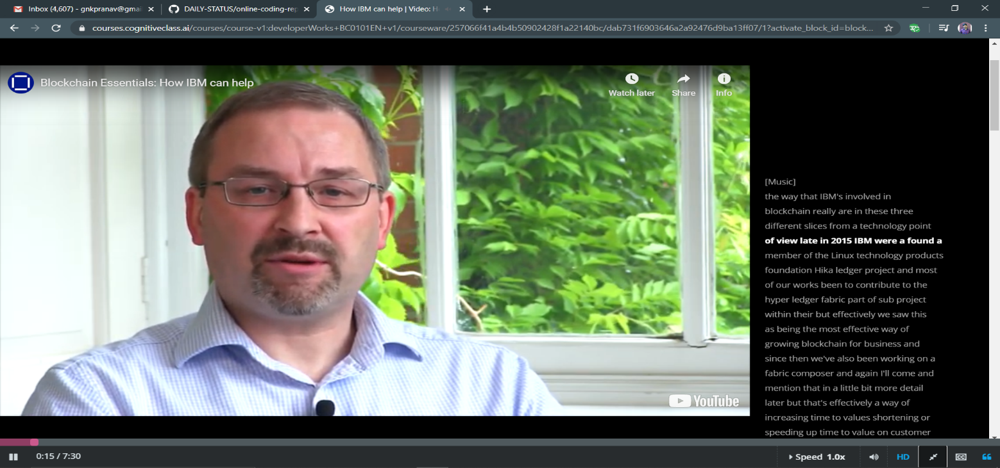 Inbox (4,607) - gnkpranav@gmai
DAILY-STATUS/online-coding-rep
How IBM can help | Video: H
courses.cognitiveclass.ai/courses/course-v1:developerWorks+BC0101EN+v1/courseware/257066f41a4b4b50902428f1a22140bc/dab731f6903646a2a92476d9ba13ff07/1?activate_block_id=block...
Blockchain Essentials: How IBM can help
Watch later
Share
Info
YouTube
[Music]
the way that IBM's involved in
blockchain really are in these three
different slices from a technology point
of view late in 2015 IBM were a found a
member of the Linux technology products
foundation Hika ledger project and most
of our works been to contribute to the
hyper ledger fabric part of sub project
within their but effectively we saw this
as being the most effective way of
growing blockchain for business and
since then we've also been working on a
fabric composer and again I'll come and
mention that in a little bit more detail
later but that's effectively a way of
increasing time to values shortening or
speeding up time to value on customer
0:15 / 7:30
Speed 1.0x
HD
CC